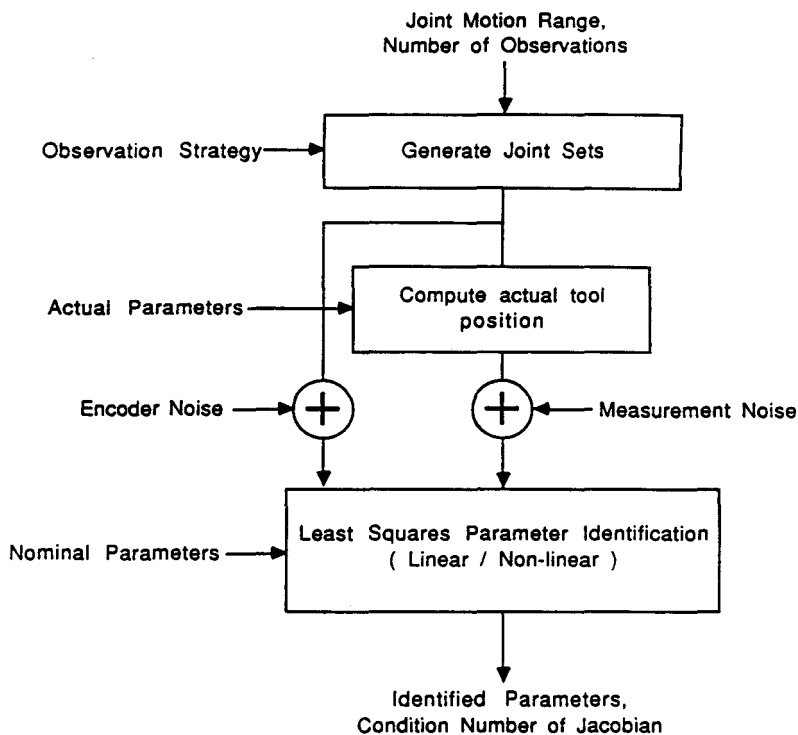 Joint Motion Range,
Number of Observations
Observation Strategy
Generate Joint Sets
Actual Parameters
Compute actual tool
position
Encoder Noise
+
+
Measurement Noise
Least Squares Parameter Identification
( Linear / Non-linear )
Nominal Parameters
Identified Parameters,
Condition Number of Jacobian